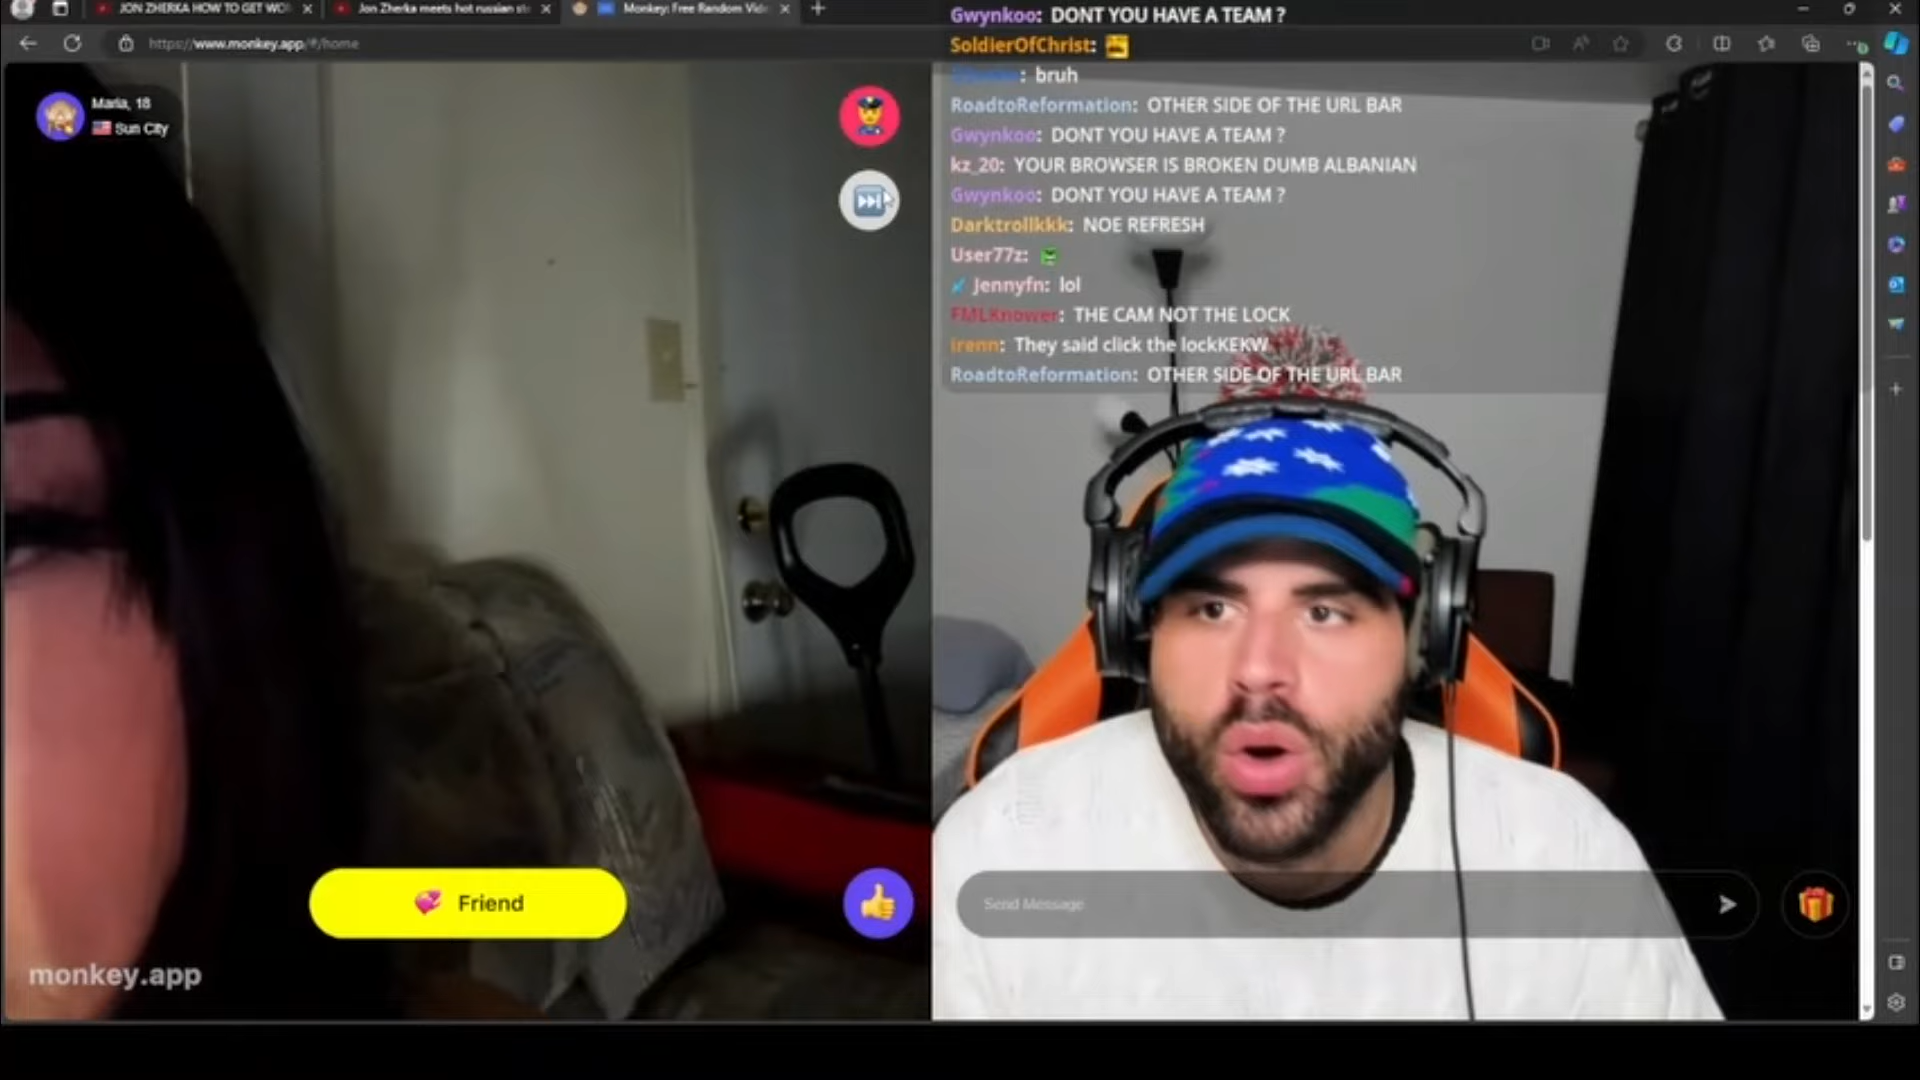 JON ZHERKA HOW TO GET WO
Jon Zherka meets hot russian st
Monkey: Free Random Vid
https://www.monkey.app/#/home
Maria, 18
Sun City
Gwynkoo: DONT YOU HAVE A TEAM ?
SoldierOfChrist:
: bruh
RoadtoReformation: OTHER SIDE OF THE URL BAR
Gwynkoo: DONT YOU HAVE A TEAM ?
kz_20: YOUR BROWSER IS BROKEN DUMB ALBANIAN
Gwynkoo: DONT YOU HAVE A TEAM ?
Darktrollkkk: NOE REFRESH
User77z:
Jennyfn: lol
FMLKnower: THE CAM NOT THE LOCK
irenn: They said click the lockKEKW
RoadtoReformation: OTHER SIDE OF THE URL BAR
Friend
Send Message
monkey.app